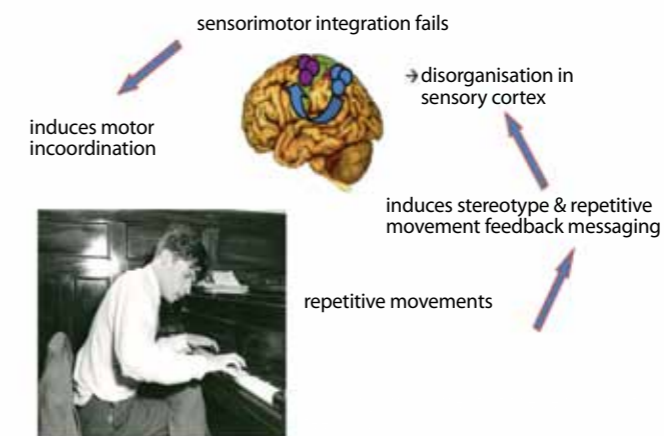 sensorimotor integration fails
→disorganisation in
sensory cortex
induces motor
incoordination
induces stereotype & repetitive
movement feedback messaging
repetitive movements